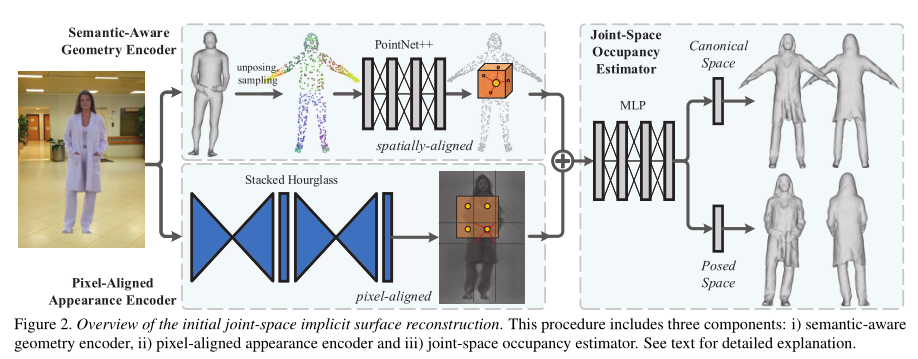 Semantic-Aware
Geometry Encoder
unposing,
sampling
PointNet++
spatially-aligned
Joint-Space
Occupancy
Estimator
Canonical
Space
MLP
Stacked Hourglass
pixel-aligned
Posed
Space
Pixel-Aligned
Appearance Encoder
Figure 2. Overview of the initial joint-space implicit surface reconstruction. This procedure includes three components: i) semantic-aware
geometry encoder, ii) pixel-aligned appearance encoder and iii) joint-space occupancy estimator. See text for detailed explanation.